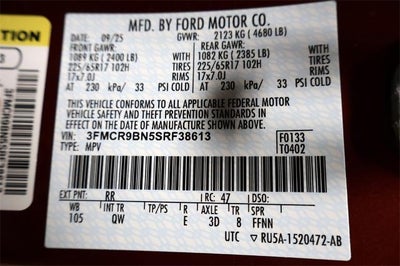 TION
3FMCR9BN5SRF38613
MFD. BY FORD MOTOR CO.
DATE: 09/25 GVWR: 2123 KG ( 4680 LB)
FRONT GAWR: REAR GAWR:
1089 KG ( 2400 LB) WITH 1082 KG ( 2385 LB) WITH
225/65R17 102H TIRES 225/65R17 102H TIRES
17x7.0J RIMS 17x7.0J RIMS
AT 230 kPa/ 33 PSI COLD AT 230 kPa/ 33 PSI COLD
THIS VEHICLE CONFORMS TO ALL APPLICABLE FEDERAL MOTOR
VEHICLE SAFETY AND THEFT PREVENTION STANDARDS IN
EFFECT ON THE DATE OF MANUFACTURE SHOWN ABOVE.
VIN: 3FMCR9BN5SRF38613 F0133
TYPE: MPV T0402
EXT PNT: RR RC: 47 DSO:
WB INT TR TP/PS R AXLE TR SPR
105 QW E 3D 8 FFNN
UTC ▽ RU5A-1520472-AB